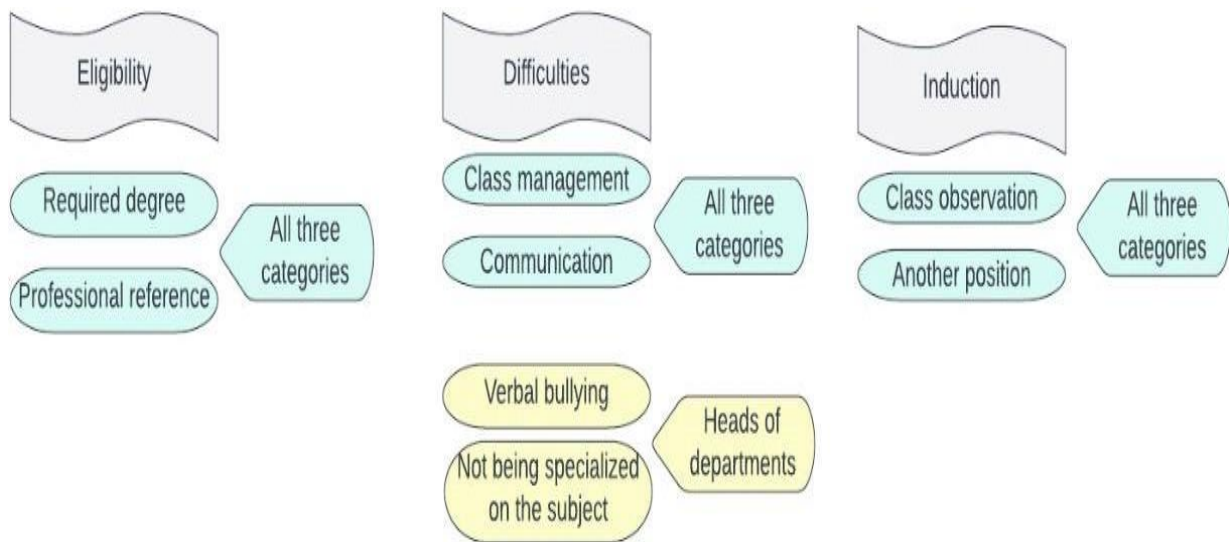 Eligibility
Required degree
Professional reference
All three
categories
Difficulties
Class management
Communication
All three
categories
Verbal bullying
Not being specialized
on the subject
Heads of
departments
Induction
Class observation
Another position
All three
categories